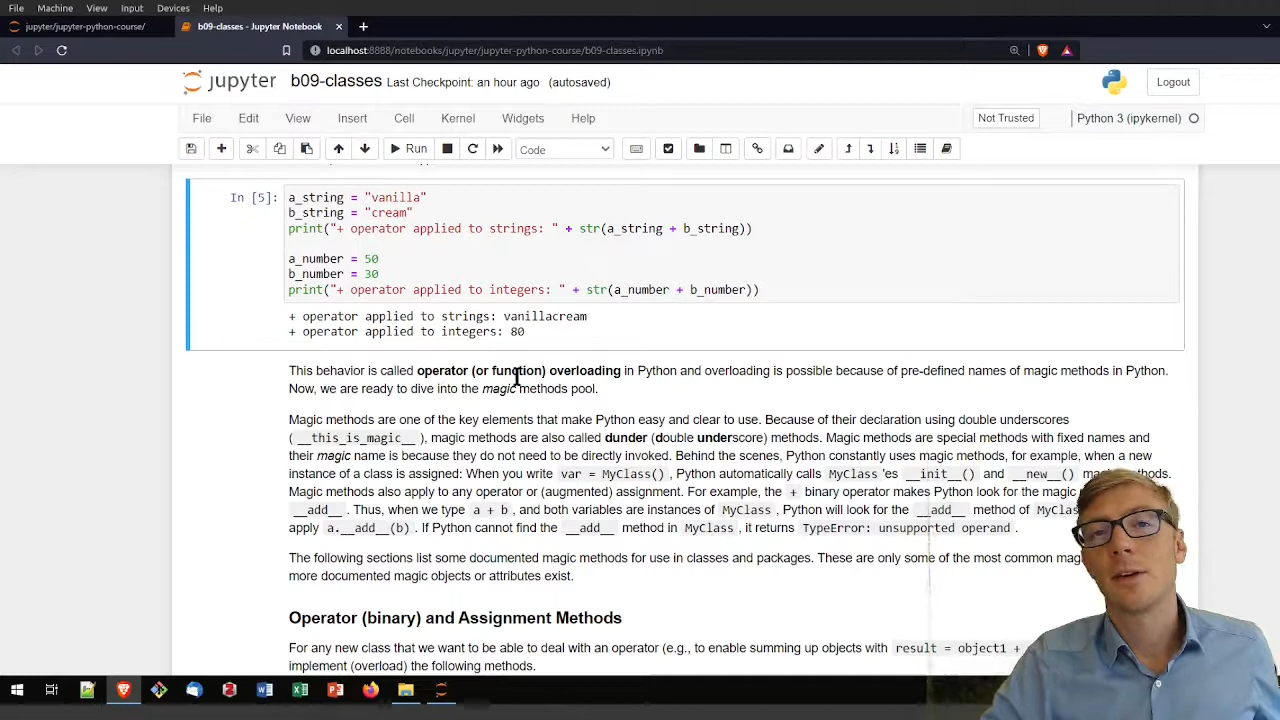 File Machine View Input Devices Help
jupyter/jupyter-python-course/ b09-classes - Jupyter Notebook
localhost:8888/notebooks/jupyter/jupyter-python-course/b09-classes.ipynb
jupyter b09-classes Last Checkpoint: an hour ago (autosaved) Logout
File Edit View Insert Cell Kernel Widgets Help Not Trusted Python 3 (ipykernel)
Run Code
In [5]: a_string = "vanilla"
b_string = "cream"
print("+ operator applied to strings: " + str(a_string + b_string))
a_number = 50
b_number = 30
print("+ operator applied to integers: " + str(a_number + b_number))
+ operator applied to strings: vanillacream
+ operator applied to integers: 80
This behavior is called operator (or function) overloading in Python and overloading is possible because of pre-defined names of magic methods in Python.
Now, we are ready to dive into the magic methods pool.
Magic methods are one of the key elements that make Python easy and clear to use. Because of their declaration using double underscores
(__this_is_magic__), magic methods are also called dunder (double underscore) methods. Magic methods are special methods with fixed names and
their magic name is because they do not need to be directly invoked. Behind the scenes, Python constantly uses magic methods, for example, when a new
instance of a class is assigned: When you write var = MyClass(), Python automatically calls MyClass'es __init__() and __new__() magic methods.
Magic methods also apply to any operator or (augmented) assignment. For example, the + binary operator makes Python look for the magic
__add__. Thus, when we type a + b, and both variables are instances of MyClass, Python will look for the __add__ method of
apply a.__add__(b). If Python cannot find the __add__ method in MyClass, it returns TypeError: unsupported operand.
The following sections list some documented magic methods for use in classes and packages. These are only some of the most common
more documented magic objects or attributes exist.
Operator (binary) and Assignment Methods
For any new class that we want to be able to deal with an operator (e.g., to enable summing up objects with result = object1 +
implement (overload) the following methods.